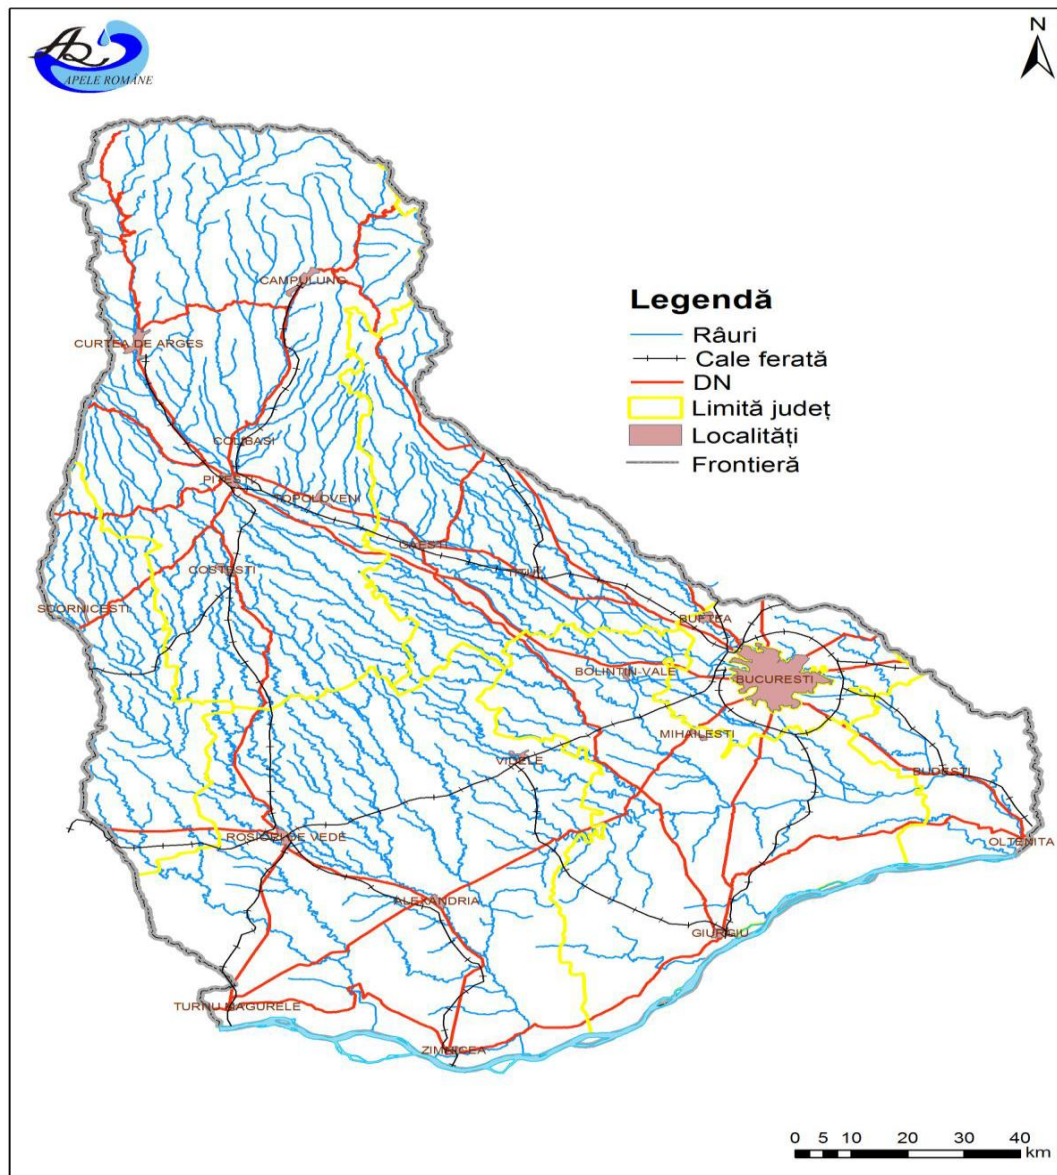 N
APELE ROMÂNE
CAMPULUNG
CURTEA DE ARGES
Legendă
Râuri
Cale ferată
DN
Limită județ
Localități
Frontieră
COLIBASI
PITESTI
TOPOLOVENI
GAESTI
COSTESTI
TITU
SCORNICESTI
BUFTEA
BOLINTIN-VALE
BUCURESTI
MIHAILESTI
VIDELE
BUDESTI
ROSIORI DE VEDE
OLTENITA
ALEXANDRIA
GIURGIU
TURNU MAGURELE
ZIMNICEA
0 5 10 20 30 40
km